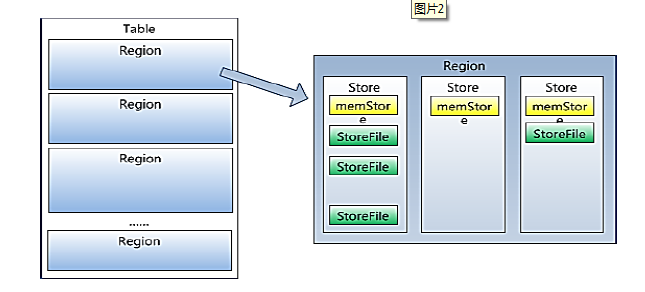 图片2
Table
Region
Region
Region
......
Region
Region
Store
memStor
e
StoreFile
StoreFile
StoreFile
Store
memStor
e
Store
memStor
e
StoreFile